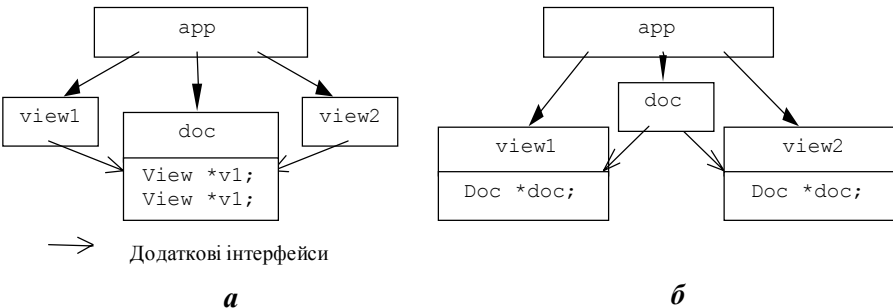 app
view1
view2
doc
View *v1;
View *v1;
Додаткові інтерфейси
а
app
doc
view1
view2
Doc *doc;
Doc *doc;
б